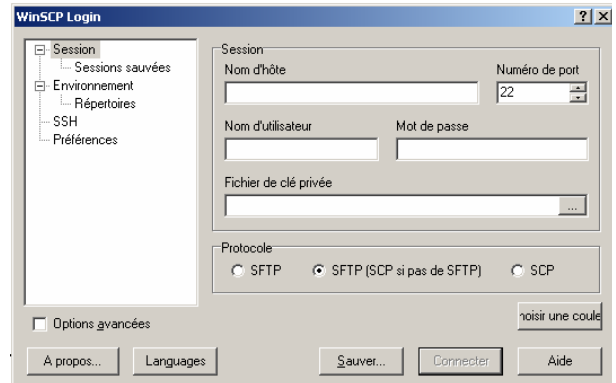 WinSCP Login
Session
Sessions sauvées
Environnement
Répertoires
SSH
Préférences
Session
Nom d'hôte Numéro de port
22
Nom d'utilisateur Mot de passe
Fichier de clé privée
...
Protocole
SFTP SFTP (SCP si pas de SFTP) SCP
Options avancées hoisir une coule
A propos... Languages Sauver... Connecter Aide